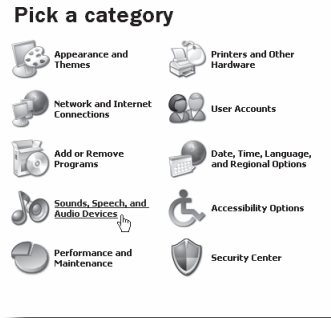 Pick a category
Appearance and
Themes
Printers and Other
Hardware
Network and Internet
Connections
User Accounts
Add or Remove
Programs
Date, Time, Language,
and Regional Options
Sounds, Speech, and
Audio Devices
Accessibility Options
Performance and
Maintenance
Security Center